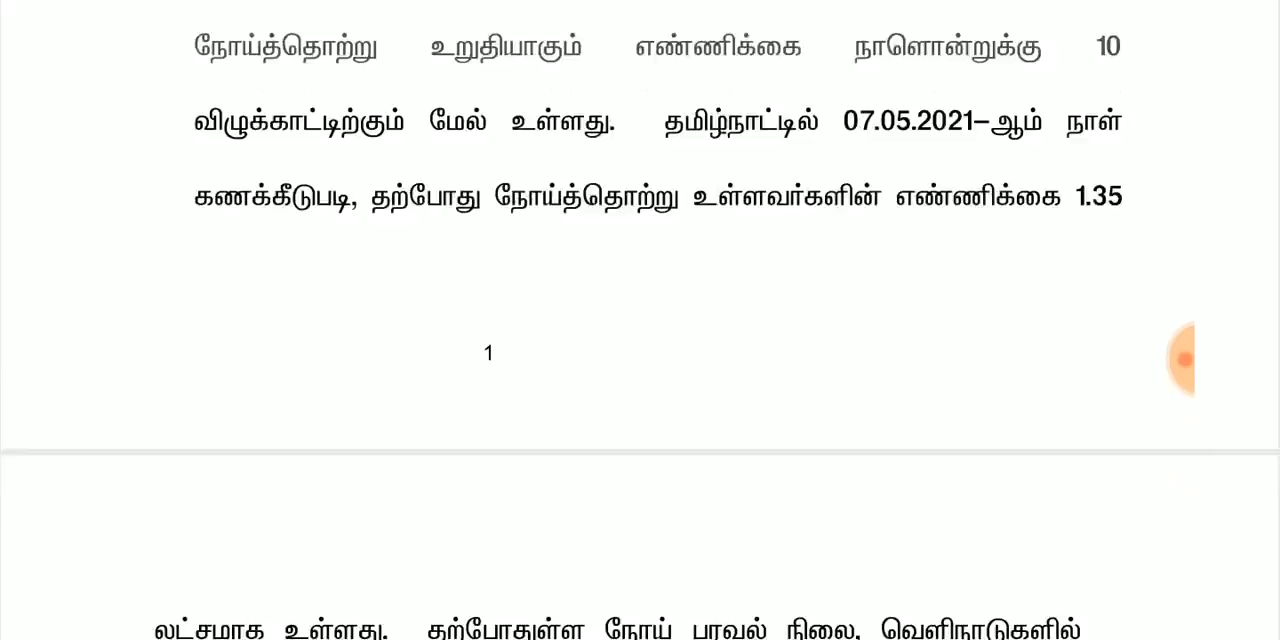 நோய்த்தொற்று உறுதியாகும் எண்ணிக்கை நாளொன்றுக்கு 10
விழுக்காட்டிற்கும் மேல் உள்ளது. தமிழ்நாட்டில் 07.05.2021–ஆம் நாள்
கணக்கீடுபடி, தற்போது நோய்த்தொற்று உள்ளவர்களின் எண்ணிக்கை 1.35
1
லட்சமாக உள்ளது. தற்போதுள்ள நோய் பரவல் நிலை, வெளிநாடுகளில்